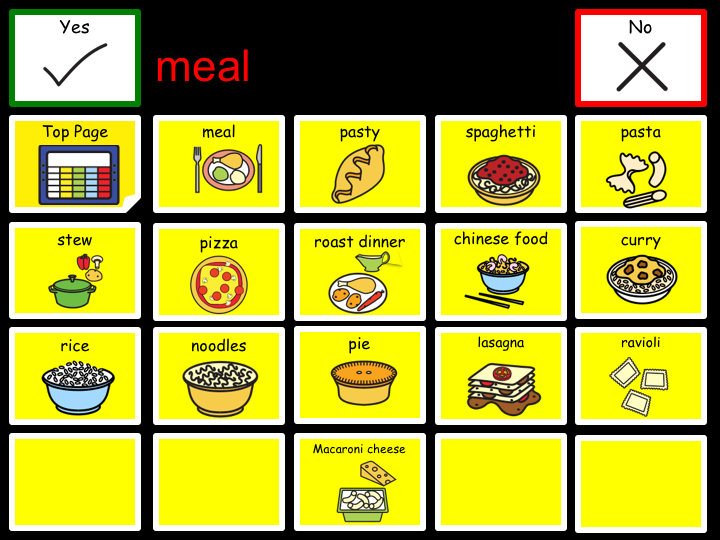 Yes
meal
No
Top Page
meal
pasty
spaghetti
pasta
stew
pizza
roast dinner
chinese food
curry
rice
noodles
pie
lasagna
ravioli
Macaroni cheese